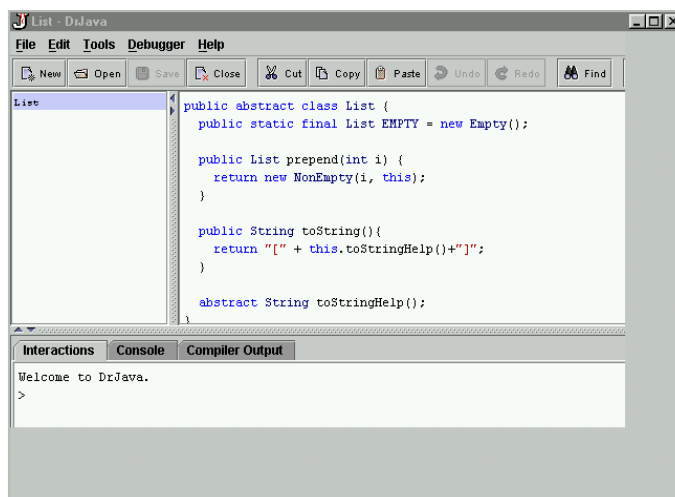 List - DrJava
File Edit Tools Debugger Help
New Open Save Close Cut Copy Paste Undo Redo Find
List
public abstract class List {
public static final List EMPTY = new Empty();
public List prepend(int i) {
return new NonEmpty(i, this);
}
public String toString(){
return "[" + this.toStringHelp()+"]";
}
abstract String toStringHelp();
}
Interactions Console Compiler Output
Welcome to DrJava.
>